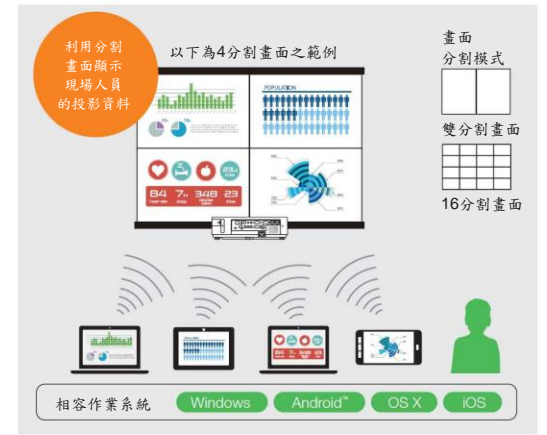 利用分割
畫面顯示
現場人員
的投影資料
以下為4分割畫面之範例
畫面
分割模式
雙分割畫面
16分割畫面
POPULATION
84
7H
348
23
相容作業系統
Windows
Android™
OS X
iOS